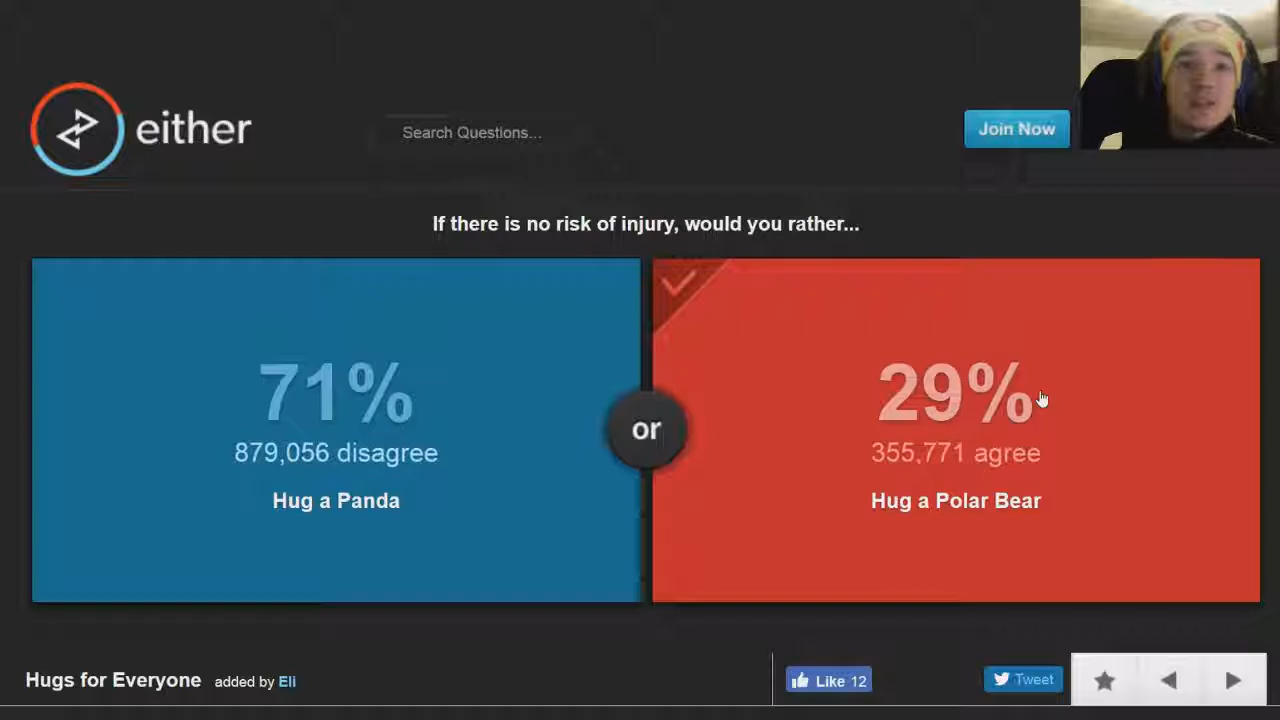 either
Search Questions...
Join Now
If there is no risk of injury, would you rather...
71%
879,056 disagree
Hug a Panda
or
29%
355,771 agree
Hug a Polar Bear
Hugs for Everyone added by Eli
Like 12
Tweet